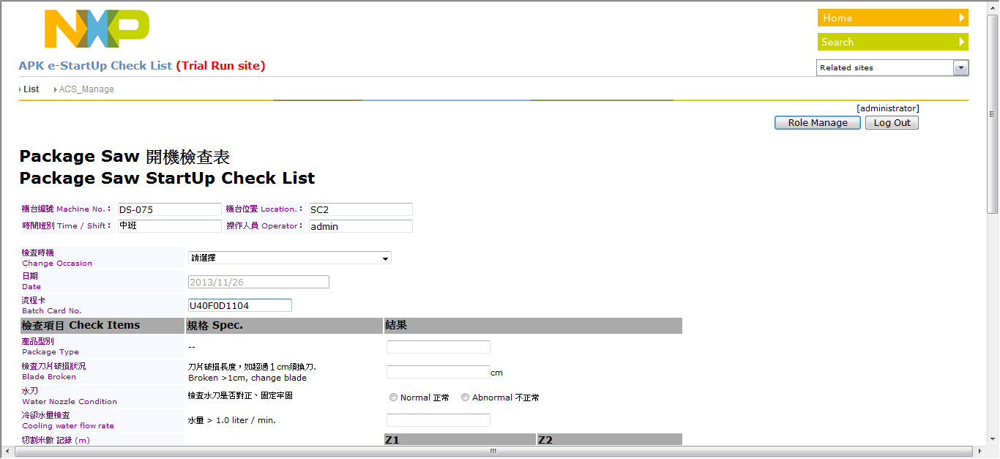 NXP
Home
Search
APK e-StartUp Check List (Trial Run site)
Related sites
List ACS_Manage
[administrator]
Role Manage Log Out
Package Saw 開機檢查表
Package Saw StartUp Check List
機台編號 Machine No.： DS-075 機台位置 Location.： SC2
時間班別 Time / Shift： 中班 操作人員 Operator： admin
檢查時機
Change Occasion
請選擇
日期
Date
2013/11/26
流程卡
Batch Card No.
U40F0D1104
檢查項目 Check Items 規格 Spec. 結果
產品型別
Package Type
--
檢查刀片破損狀況
Blade Broken
刀片破損長度，如超過１cm須換刀.
Broken >1cm, change blade
cm
水刃
Water Nozzle Condition
檢查水刀是否對正、固定牢固
Normal 正常 Abnormal 不正常
冷卻水量檢查
Cooling water flow rate
水量 > 1.0 liter / min.
切割米數 記錄 (m)
Z1 Z2